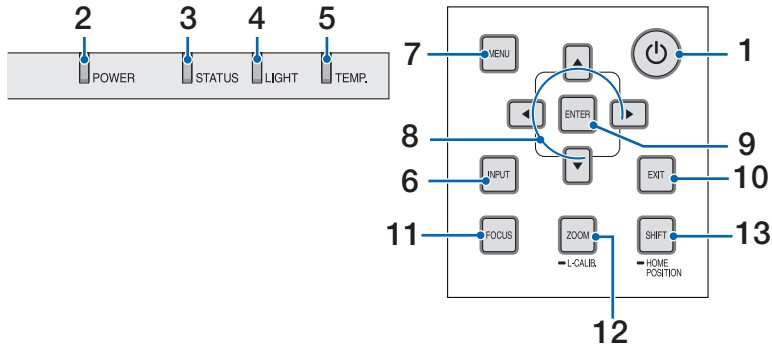 2 3 4 5
POWER STATUS LIGHT TEMP.
7 MENU 1
ENTER
8 9
6 INPUT EXIT 10
11 FOCUS ZOOM SHIFT 13
L-CALIB. HOME
POSITION
12